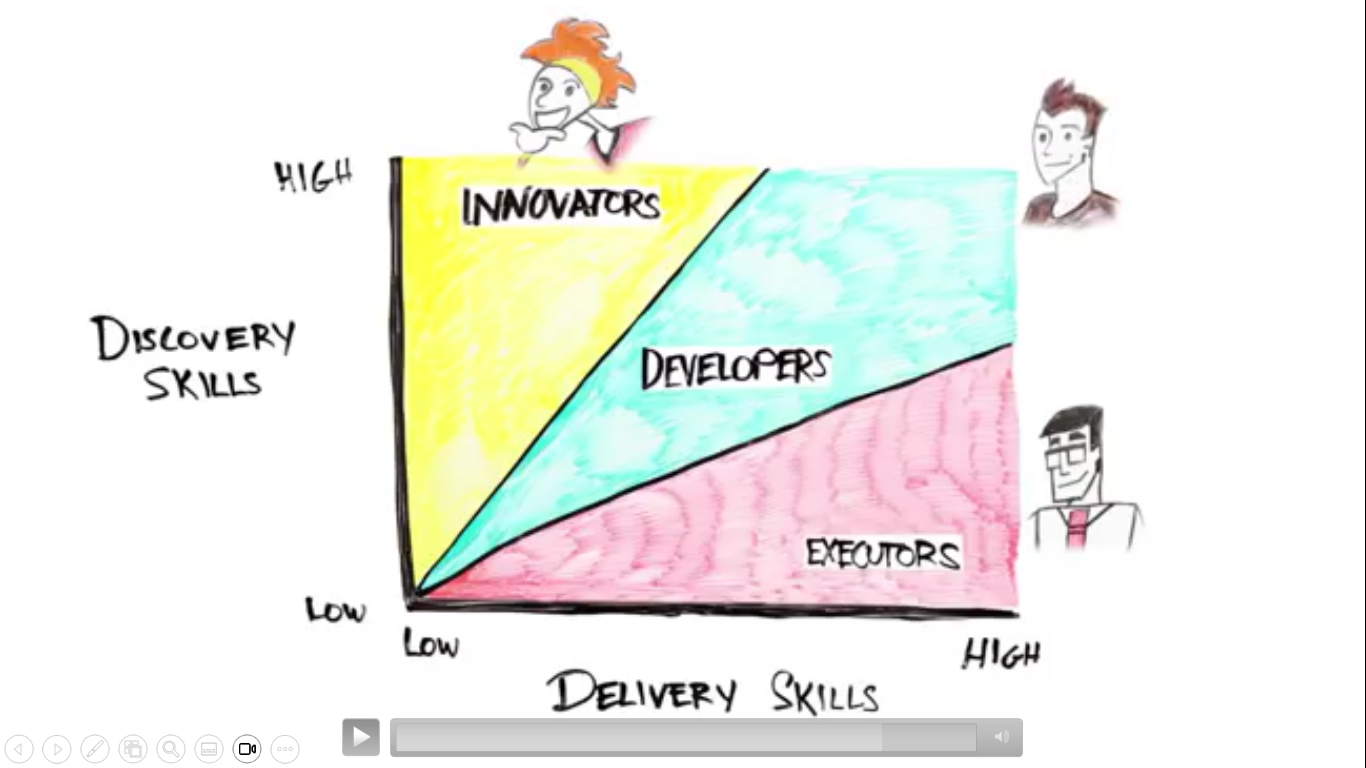 HIGH
INNOVATORS
DISCOVERY
SKILLS
DEVELOPERS
EXECUTORS
LOW
LOW
HIGH
DELIVERY SKILLS